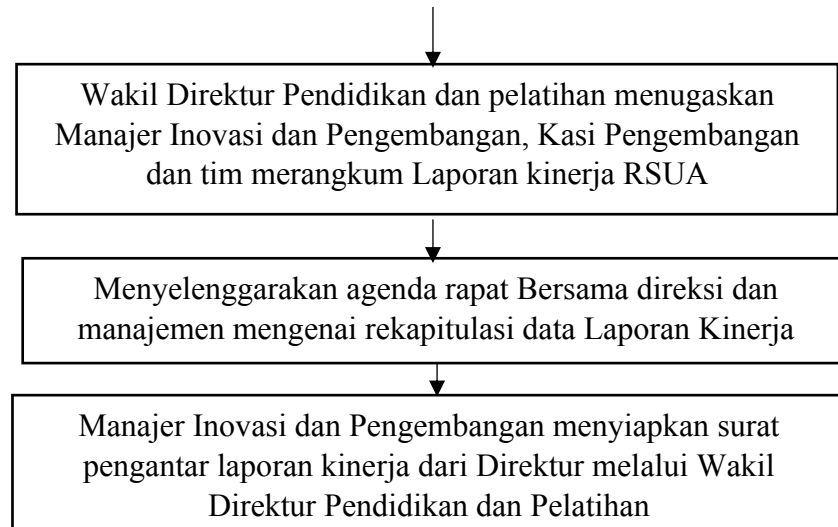 Wakil Direktur Pendidikan dan pelatihan menugaskan
Manajer Inovasi dan Pengembangan, Kasi Pengembangan
dan tim merangkum Laporan kinerja RSUA
Menyelenggarakan agenda rapat Bersama direksi dan
manajemen mengenai rekapitulasi data Laporan Kinerja
Manajer Inovasi dan Pengembangan menyiapkan surat
pengantar laporan kinerja dari Direktur melalui Wakil
Direktur Pendidikan dan Pelatihan